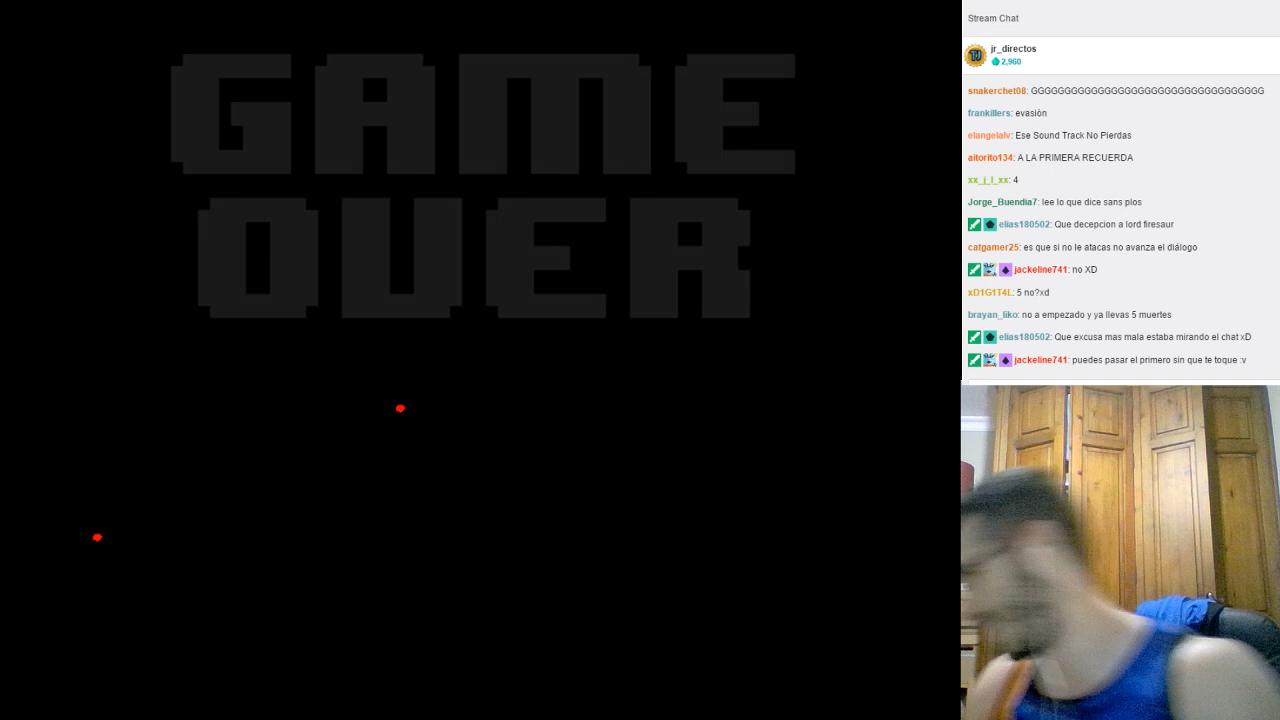 GAME
OVER
Stream Chat
jr_directos
2,960
snakerchet08: GGGGGGGGGGGGGGGGGGGGGGGGGGGGGGGGGGG
frankillers: evasiòn
elangelalv: Ese Sound Track No Pierdas
aitorito134: A LA PRIMERA RECUERDA
xx_j_l_xx: 4
Jorge_Buendia7: lee lo que dice sans plos
elias180502: Que decepcion a lord firesaur
catgamer25: es que si no le atacas no avanza el diálogo
jackeline741: no XD
xD1G1T4L: 5 no?xd
brayan_liko: no a empezado y ya llevas 5 muertes
elias180502: Que excusa mas mala estaba mirando el chat xD
jackeline741: puedes pasar el primero sin que te toque :v